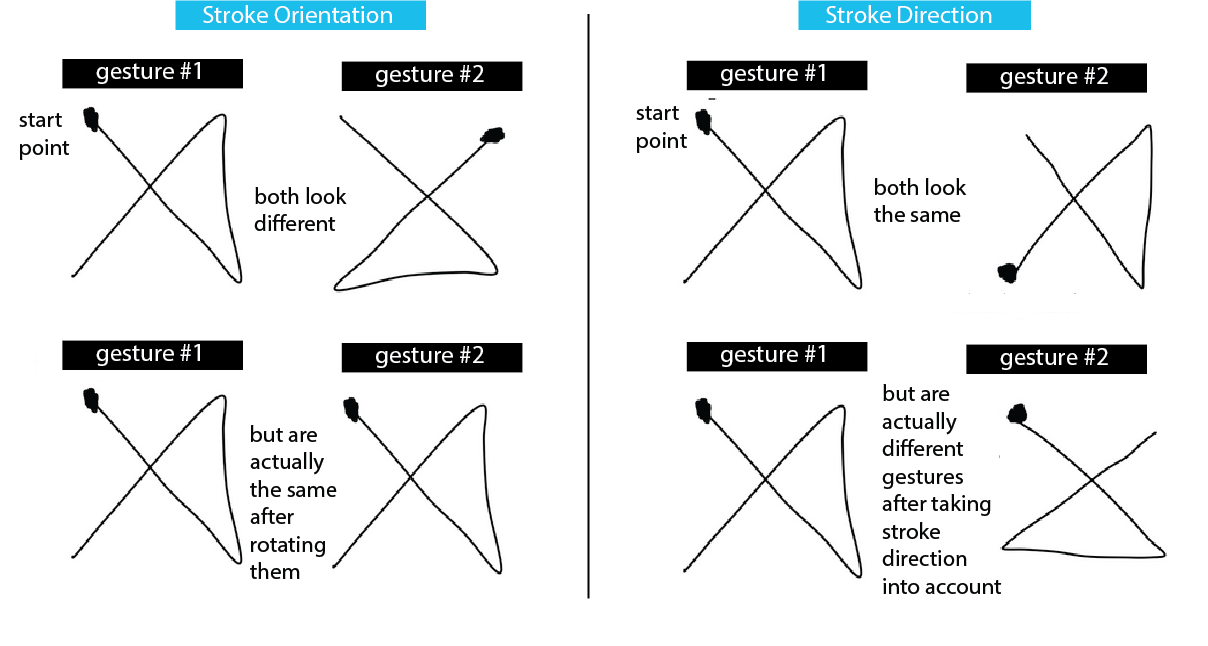 Stroke Orientation
gesture #1
gesture #2
start
point
both look
different
gesture #1
gesture #2
but are
actually
the same
after
rotating
them
Stroke Direction
gesture #1
gesture #2
start
point
both look
the same
gesture #1
gesture #2
but are
actually
different
gestures
after taking
stroke
direction
into account